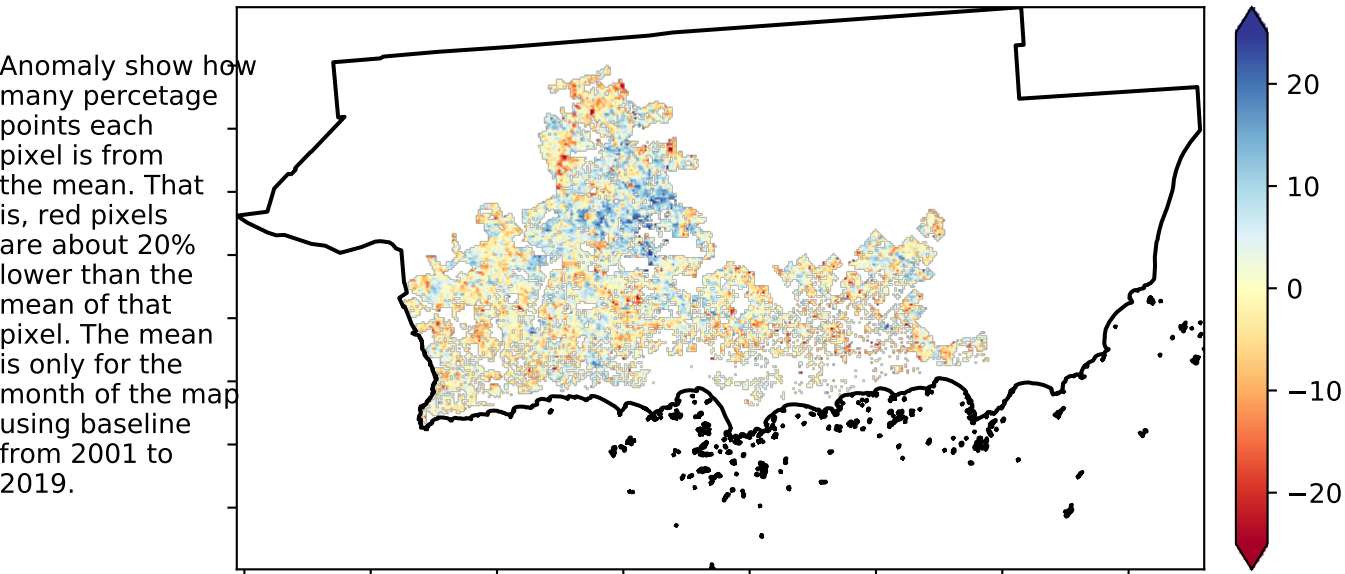 Anomaly show how
many percetage
points each
pixel is from
the mean. That
is, red pixels
are about 20%
lower than the
mean of that
pixel. The mean
is only for the
month of the map
using baseline
from 2001 to
2019.
20
10
0
−10
−20